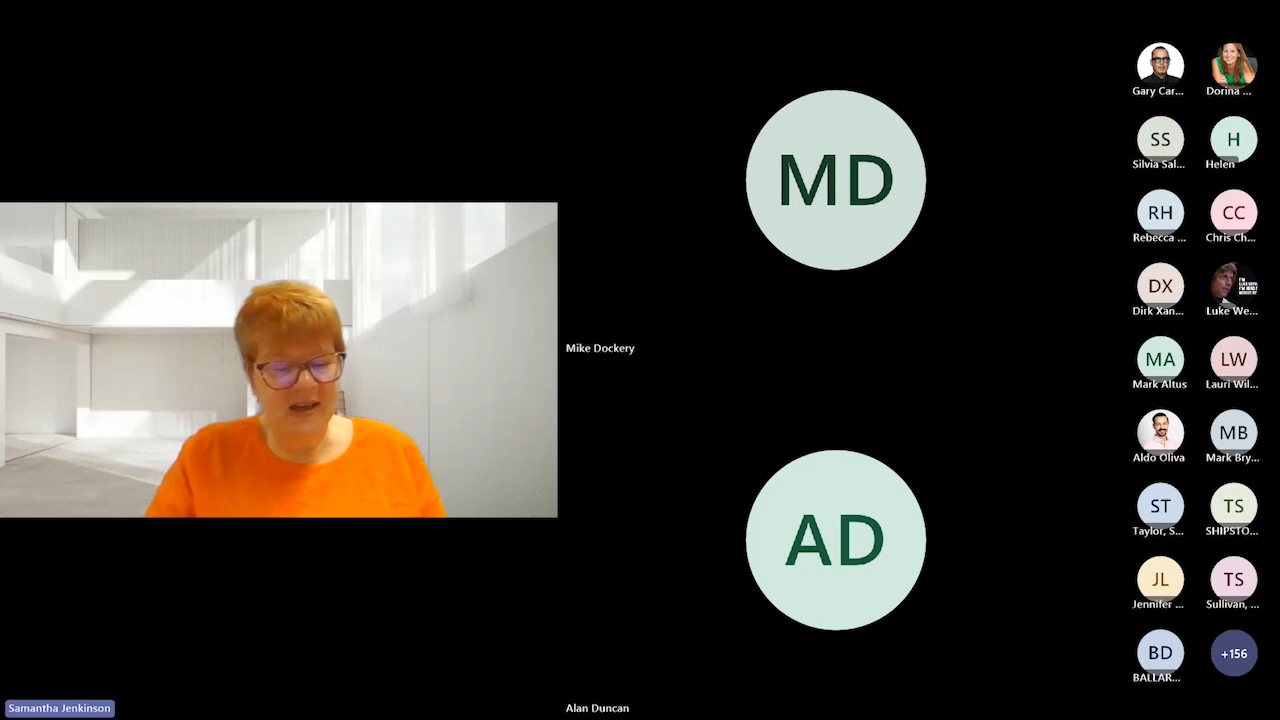 Samantha Jenkinson
MD
Mike Dockery
AD
Alan Duncan
Gary Car...
Dorina ...
SS
Silvia Sal...
H
Helen
RH
Rebecca ...
CC
Chris Ch...
DX
Dirk Xan...
Luke We...
MA
Mark Altus
LW
Lauri Wil...
Aldo Oliva
MB
Mark Bry...
ST
Taylor, S...
TS
SHIPSTO...
JL
Jennifer ...
TS
Sullivan, ...
BD
BALLAR...
+156